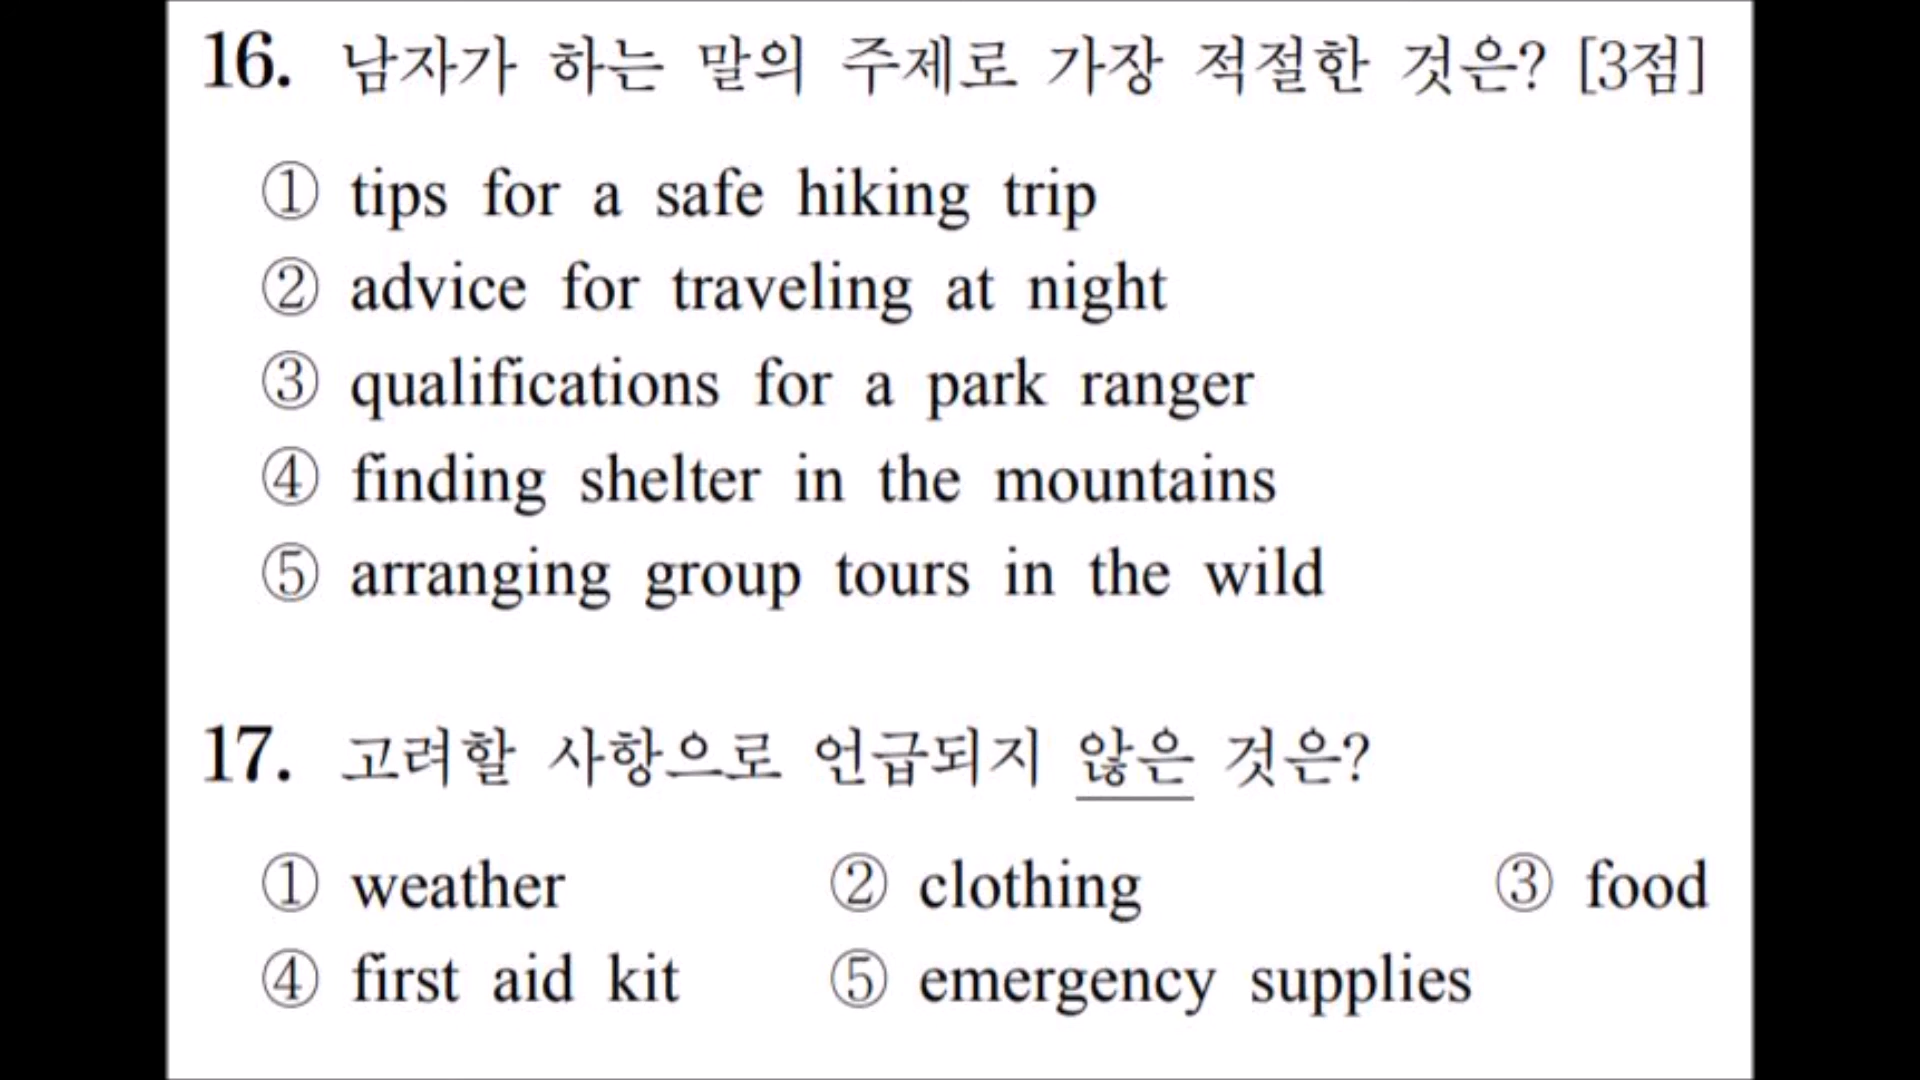 16. 남자가 하는 말의 주제로 가장 적절한 것은? [3점]
① tips for a safe hiking trip
② advice for traveling at night
③ qualifications for a park ranger
④ finding shelter in the mountains
⑤ arranging group tours in the wild
17. 고려할 사항으로 언급되지 않은 것은?
① weather ② clothing ③ food
④ first aid kit ⑤ emergency supplies